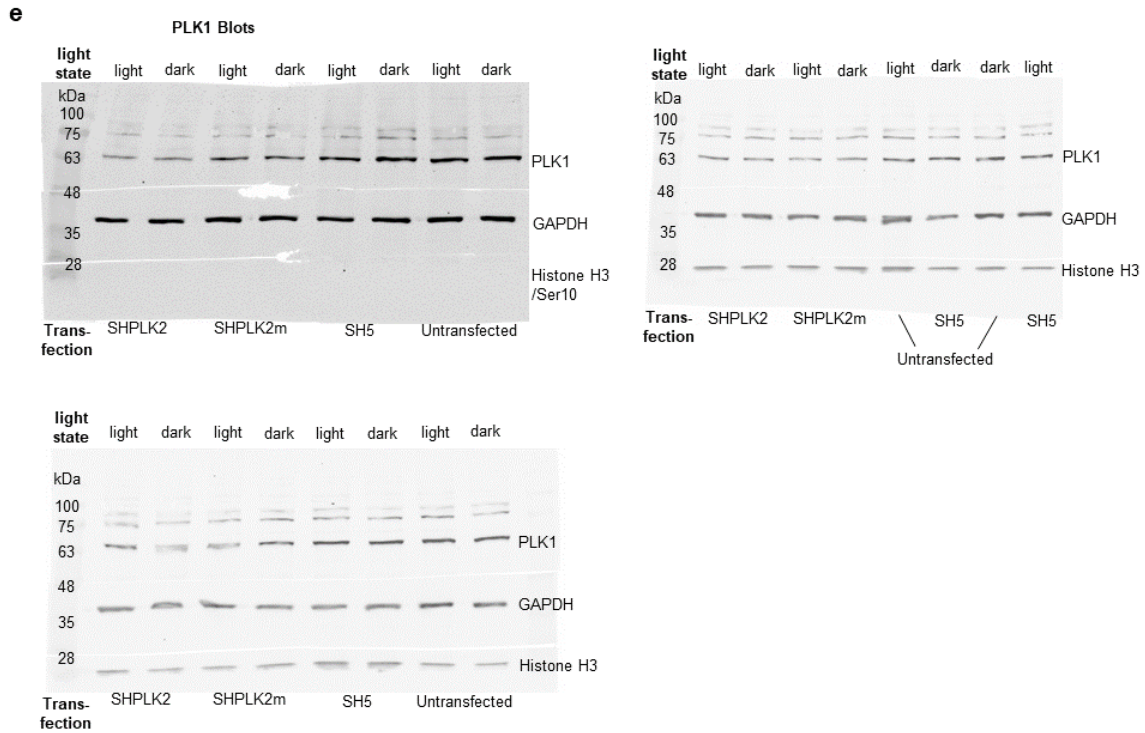 e
PLK1 Blots
light state light dark light dark light dark light dark
kDa
100
75
63
48
35
28
PLK1
GAPDH
Histone H3
/Ser10
Trans-
fection SHPLK2 SHPLK2m SH5 Untransfected
light state light dark light dark light dark dark light
kDa
100
75
63
48
35
28
PLK1
GAPDH
Histone H3
Trans-
fection SHPLK2 SHPLK2m SH5 SH5
Untransfected
light state light dark light dark light dark light dark
kDa
100
75
63
48
35
28
PLK1
GAPDH
Histone H3
Trans-
fection SHPLK2 SHPLK2m SH5 Untransfected